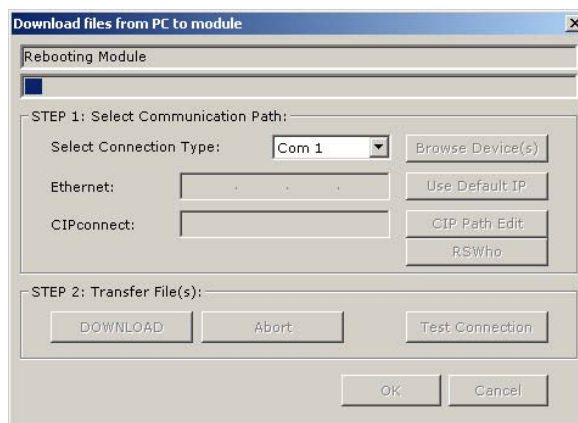 Download files from PC to module
Rebooting Module
STEP 1: Select Communication Path:
Select Connection Type:
Com 1
Browse Device(s)
Ethernet:
. . .
Use Default IP
CIPconnect:
CIP Path Edit
RSWho
STEP 2: Transfer File(s):
DOWNLOAD
Abort
Test Connection
OK
Cancel